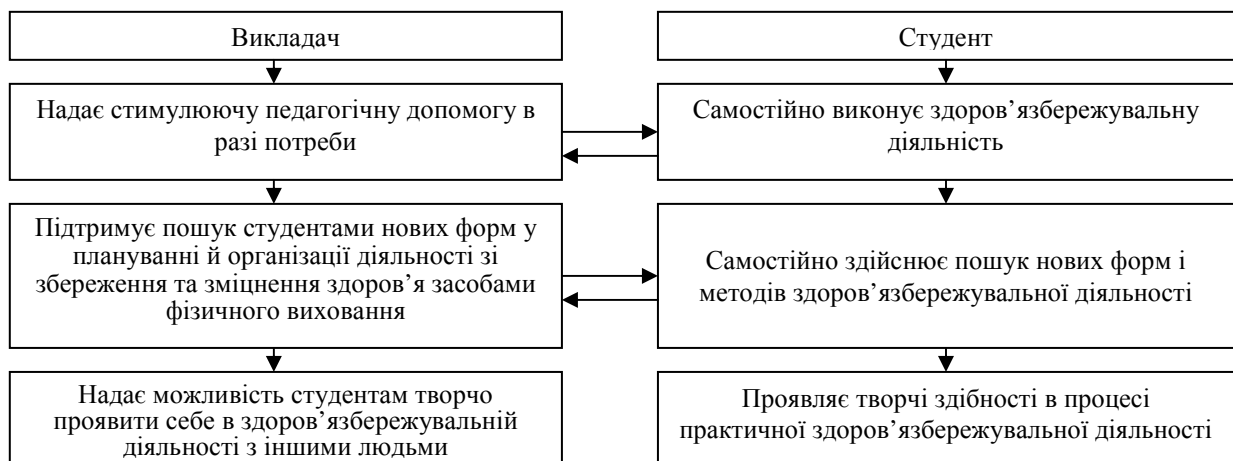 Викладач
Студент
Надає стимулюючу педагогічну допомогу в
разі потреби
Самостійно виконує здоров’язбережувальну
діяльність
Підтримує пошук студентами нових форм у
плануванні й організації діяльності зі
збереження та зміцнення здоров’я засобами
фізичного виховання
Самостійно здійснює пошук нових форм і
методів здоров’язбережувальної діяльності
Надає можливість студентам творчо
проявити себе в здоров’язбережувальній
діяльності з іншими людьми
Проявляє творчі здібності в процесі
практичної здоров’язбережувальної діяльності